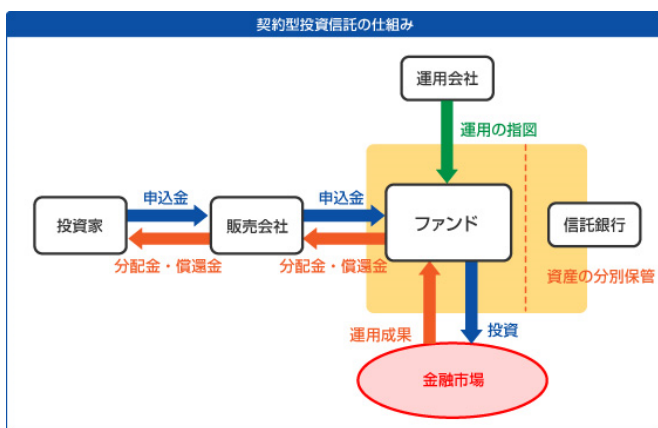 契約型投資信託の仕組み
運用会社
運用の指図
申込金
申込金
投資家
販売会社
ファンド
信託銀行
分配金・償還金
分配金・償還金
資産の分別保管
運用成果
投資
金融市場